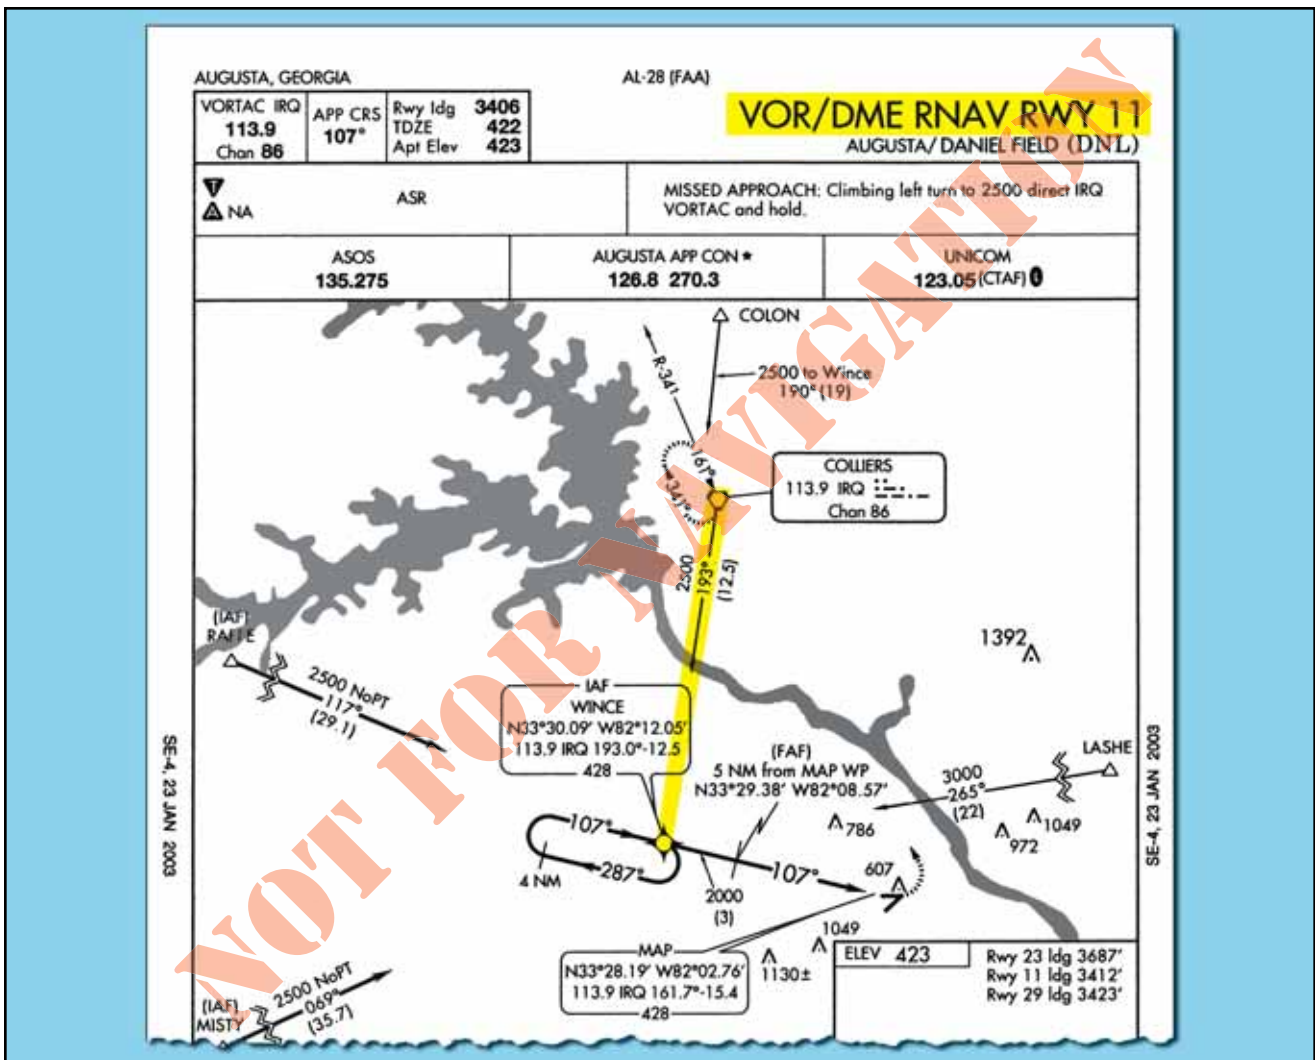 AUGUSTA, GEORGIA
AL-28 (FAA)
VORTAC IRQ
113.9
Chan 86
APP CRS
107°
Rwy ldg 3406
TDZE 422
Apt Elev 423
VOR/DME RNAV RWY 11
AUGUSTA/DANIEL FIELD (DNL)
T
A NA
ASR
MISSED APPROACH: Climbing left turn to 2500 direct IRQ
VORTAC and hold.
ASOS
135.275
AUGUSTA APP CON ★
126.8 270.3
UNICOM
123.05 (CTAF)
COLON
R-341
2500 to Wince
190° (19)
161°
341°
COLLIERS
113.9 IRQ
Chan 86
2500
193°
(12.5)
(IAF)
RAFFE
2500 NoPT
117°
(29.1)
1392
IAF
WINCE
N33°30.09' W82°12.05'
113.9 IRQ 193.0°-12.5
428
(FAF)
5 NM from MAP WP
N33°29.38' W82°08.57'
LASHE
3000
265°
(22)
786
1049
972
107°
287°
4 NM
2000
(3)
107°
607
1049
1130±
MAP
N33°28.19' W82°02.76'
113.9 IRQ 161.7°-15.4
428
ELEV 423
Rwy 23 ldg 3687'
Rwy 11 ldg 3412'
Rwy 29 ldg 3423'
(IAF)
MISTY
2500 NoPT
069°
(35.7)
SE-4, 23 JAN 2003
SE-4, 23 JAN 2003
NOT FOR NAVIGATION